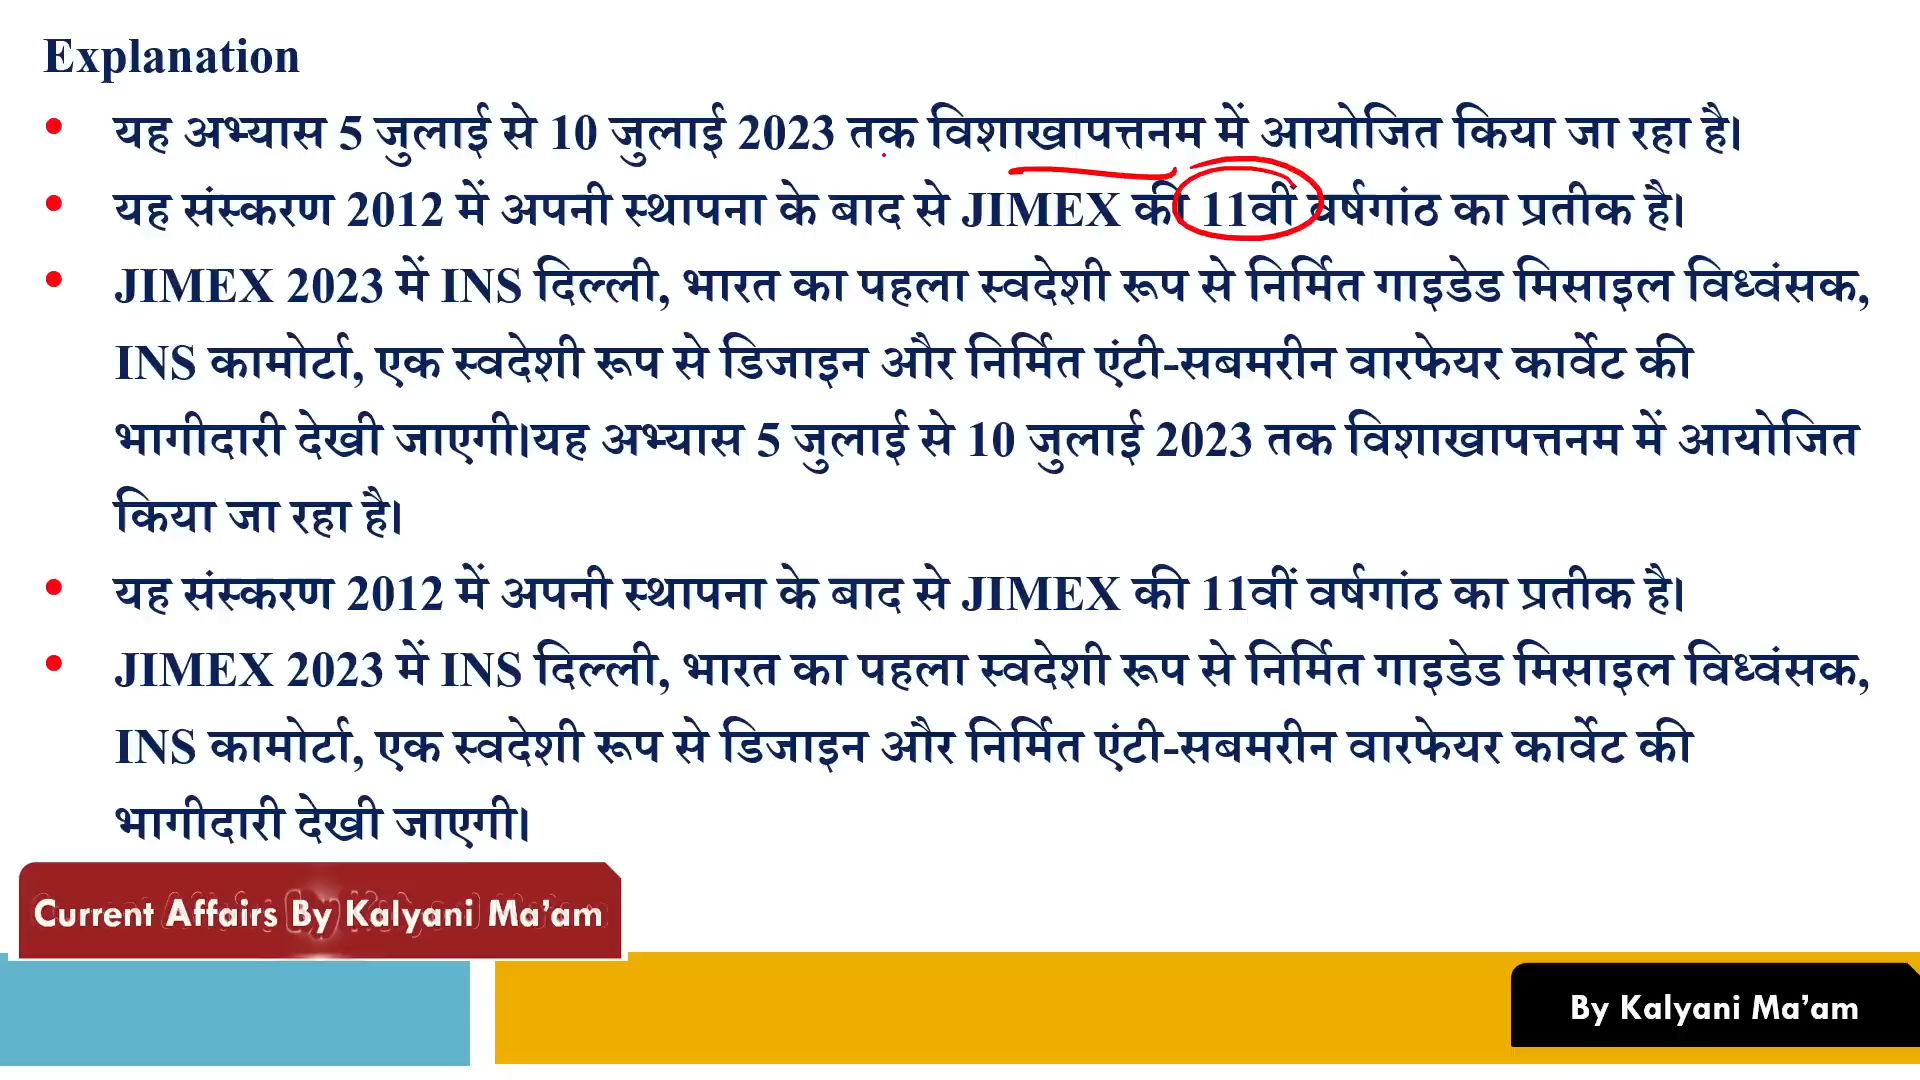 Explanation
• यह अभ्यास 5 जुलाई से 10 जुलाई 2023 तक विशाखापत्तनम में आयोजित किया जा रहा है।
• यह संस्करण 2012 में अपनी स्थापना के बाद से JIMEX की 11वीं वर्षगांठ का प्रतीक है।
• JIMEX 2023 में INS दिल्ली, भारत का पहला स्वदेशी रूप से निर्मित गाइडेड मिसाइल विध्वंसक,
INS कामोर्टा, एक स्वदेशी रूप से डिजाइन और निर्मित एंटी-सबमरीन वारफेयर कार्वेट की
भागीदारी देखी जाएगी।यह अभ्यास 5 जुलाई से 10 जुलाई 2023 तक विशाखापत्तनम में आयोजित
किया जा रहा है।
• यह संस्करण 2012 में अपनी स्थापना के बाद से JIMEX की 11वीं वर्षगांठ का प्रतीक है।
• JIMEX 2023 में INS दिल्ली, भारत का पहला स्वदेशी रूप से निर्मित गाइडेड मिसाइल विध्वंसक,
INS कामोर्टा, एक स्वदेशी रूप से डिजाइन और निर्मित एंटी-सबमरीन वारफेयर कार्वेट की
भागीदारी देखी जाएगी।
Current Affairs By Kalyani Ma’am
By Kalyani Ma’am